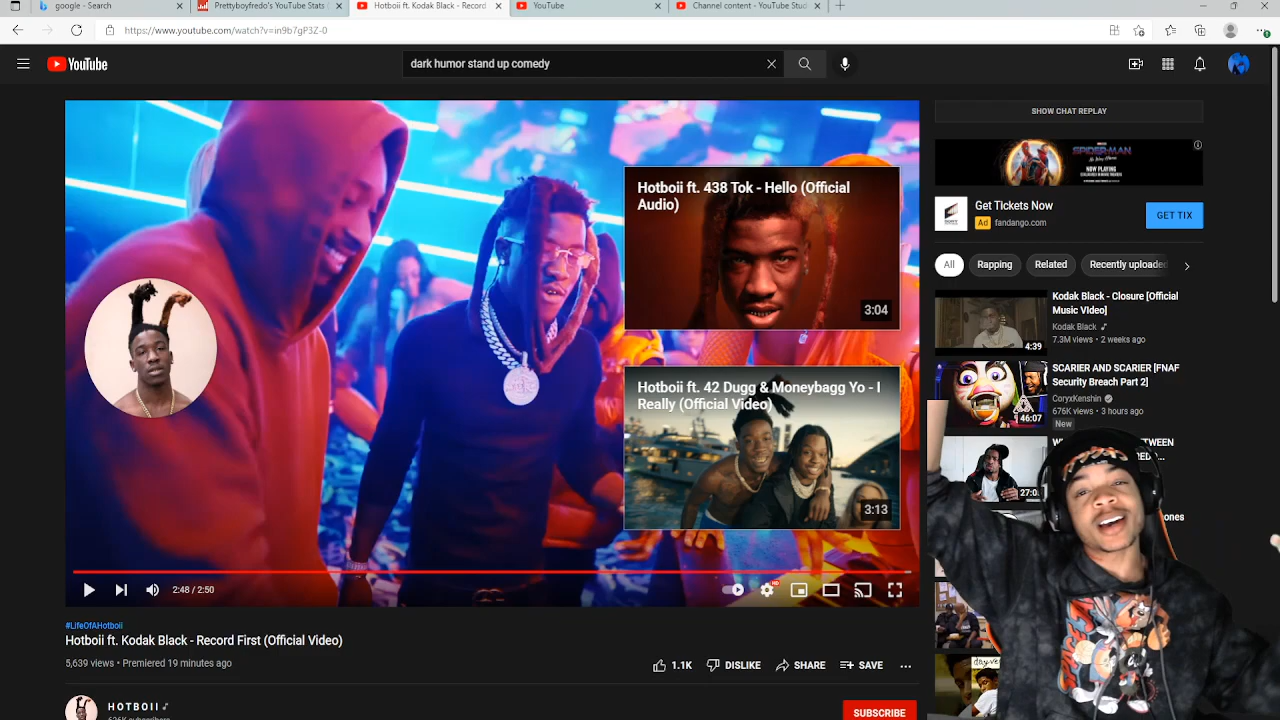 google - Search
Prettyboyfredo's YouTube Stats (
Hotboii ft. Kodak Black - Record
YouTube
Channel content - YouTube Stud
https://www.youtube.com/watch?v=in9b7gP3Z-0
YouTube
dark humor stand up comedy
SHOW CHAT REPLAY
SPIDER-MAN
NOW PLAYING
Get Tickets Now
Ad fandango.com
GET TIX
All
Rapping
Related
Recently uploaded
Hotboii ft. 438 Tok - Hello (Official
Audio)
3:04
Hotboii ft. 42 Dugg & Moneybagg Yo - I
Really (Official Video)
3:13
2:48 / 2:50
HD
Kodak Black - Closure [Official
Music Video]
Kodak Black
7.3M views • 2 weeks ago
4:39
SCARIER AND SCARIER [FNAF
Security Breach Part 2]
CoryxKenshin
676K views • 3 hours ago
New
46:07
#LifeOfAHotboii
Hotboii ft. Kodak Black - Record First (Official Video)
5,639 views • Premiered 19 minutes ago
1.1K
DISLIKE
SHARE
SAVE
HOTBOII
SUBSCRIBE